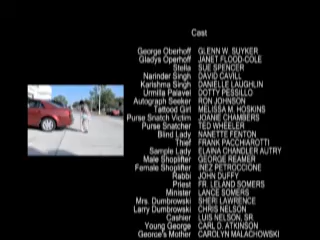 Cast
George Oberhoff GLENN W. SUYKER
Gladys Oberhoff JANET FLOOD-COLE
Stella SUE SPENCER
Narinder Singh DAVID CAVILL
Karishma Singh DANIELLE LAUGHLIN
Urmilla Palavel DOTTY PESSILLO
Autograph Seeker RON JOHNSON
Tattooed Girl MELISSA M. HOSKINS
Purse Snatch Victim JOANIE CHAMBERS
Purse Snatcher TED WHEELER
Blind Lady NANETTE FENTON
Thief FRANK PACCHIAROTTI
Sample Lady ELAINA CHANDLER AUTRY
Male Shoplifter GEORGE REAMER
Female Shoplifter INEZ PETROCCIONE
Rabbi JOHN DUFFY
Priest FR. LELAND SOMERS
Minister LANCE SOMERS
Mrs. Dumbrowski SHERI LAWRENCE
Larry Dumbrowski CHRIS NELSON
Cashier LUIS NELSON, SR.
Young George CARL D. ATKINSON
George's Mother CAROLYN MALACHOWSKI